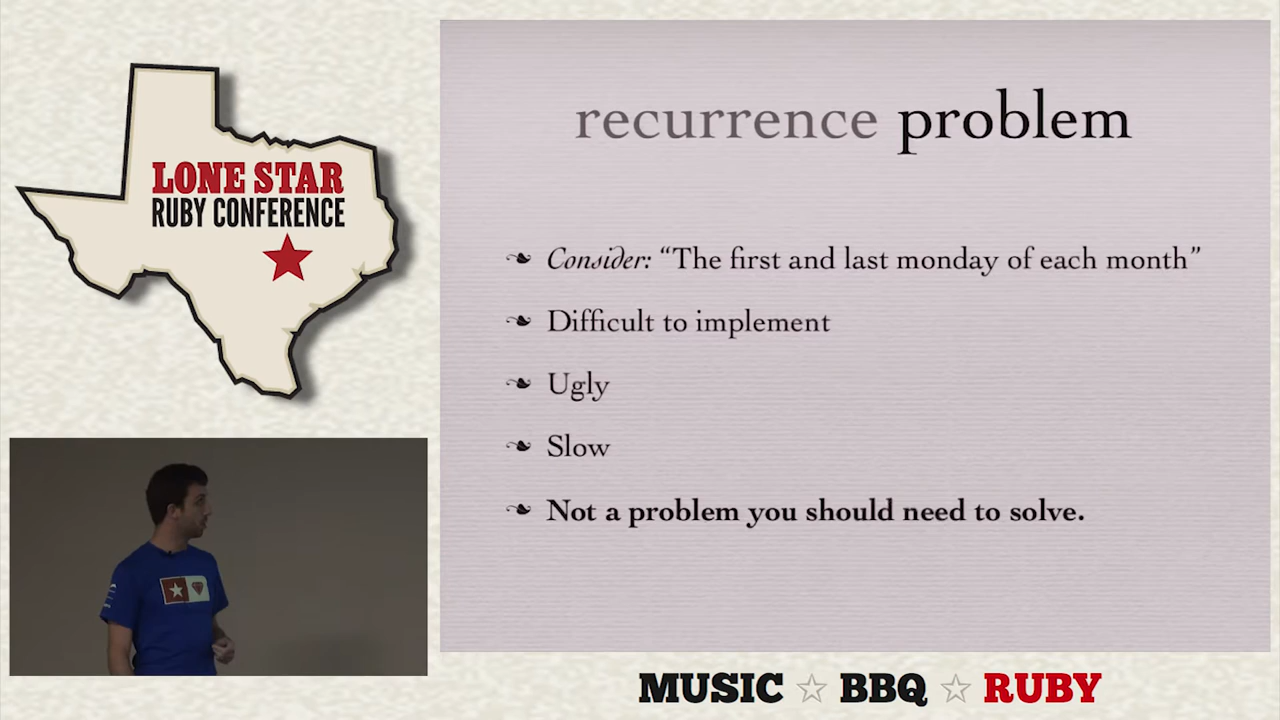 LONE STAR
RUBY CONFERENCE
recurrence problem
Consider: “The first and last monday of each month”
Difficult to implement
Ugly
Slow
Not a problem you should need to solve.
MUSIC ☆ BBQ ☆ RUBY